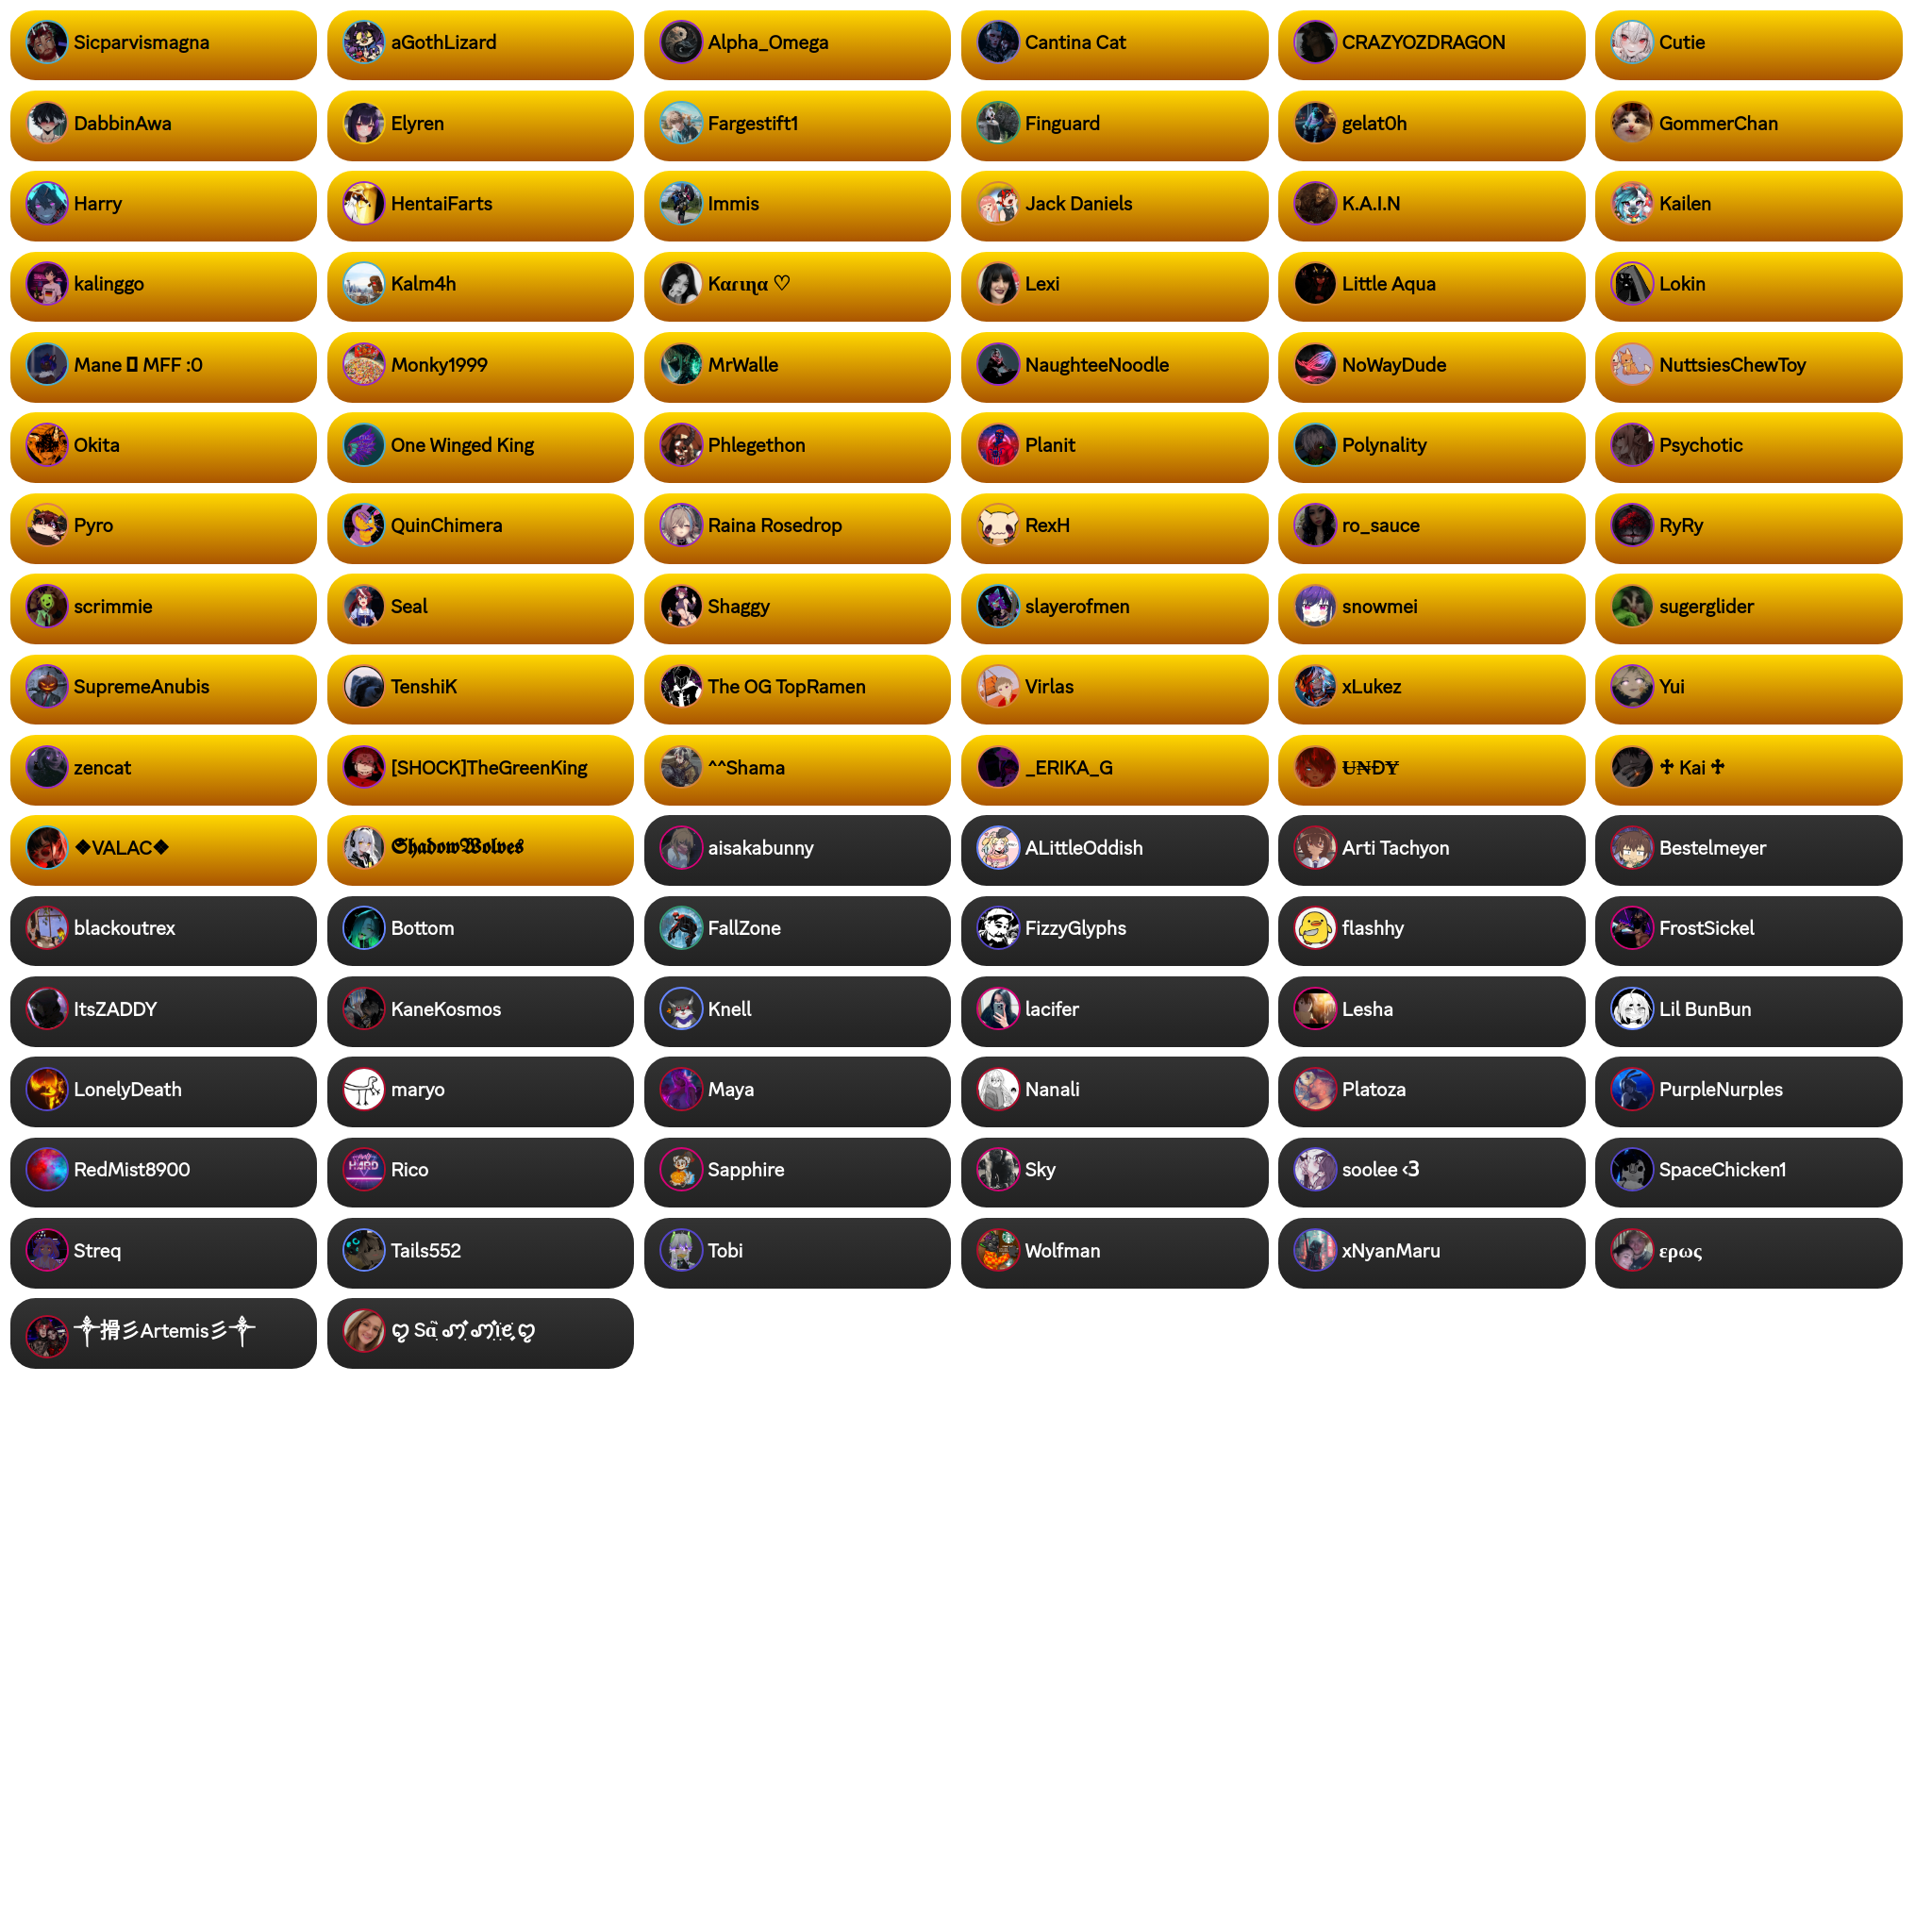 Sicparvismagna
aGothLizard
Alpha_Omega
Cantina Cat
CRAZYOZDRAGON
Cutie
DabbinAwa
Elyren
Fargestift1
Finguard
gelat0h
GommerChan
Harry
HentaiFarts
Immis
Jack Daniels
K.A.I.N
Kailen
kalinggo
Kalm4h
Kαɾιɳα ♡
Lexi
Little Aqua
Lokin
Mane ▯ MFF :0
Monky1999
MrWalle
NaughteeNoodle
NoWayDude
NuttsiesChewToy
Okita
One Winged King
Phlegethon
Planit
Polynality
Psychotic
Pyro
QuinChimera
Raina Rosedrop
RexH
ro_sauce
RyRy
scrimmie
Seal
Shaggy
slayerofmen
snowmei
sugerglider
SupremeAnubis
TenshiK
The OG TopRamen
Virlas
xLukez
Yui
zencat
[SHOCK]TheGreenKing
^^Shama
_ERIKA_G
U̶N̶ĐY̶
♱ Kai ♱
❖VALAC❖
𝕾𝖍𝖆𝖉𝖔𝖜𝖂𝖔𝖑𝖛𝖊𝖘
aisakabunny
ALittleOddish
Arti Tachyon
Bestelmeyer
blackoutrex
Bottom
FallZone
FizzyGlyphs
flashhy
FrostSickel
ItsZADDY
KaneKosmos
Knell
lacifer
Lesha
Lil BunBun
LonelyDeath
maryo
Maya
Nanali
Platoza
PurpleNurples
RedMist8900
Rico
Sapphire
Sky
soolee <3
SpaceChicken1
Streq
Tails552
Tobi
Wolfman
xNyanMaru
ερως
Artemis